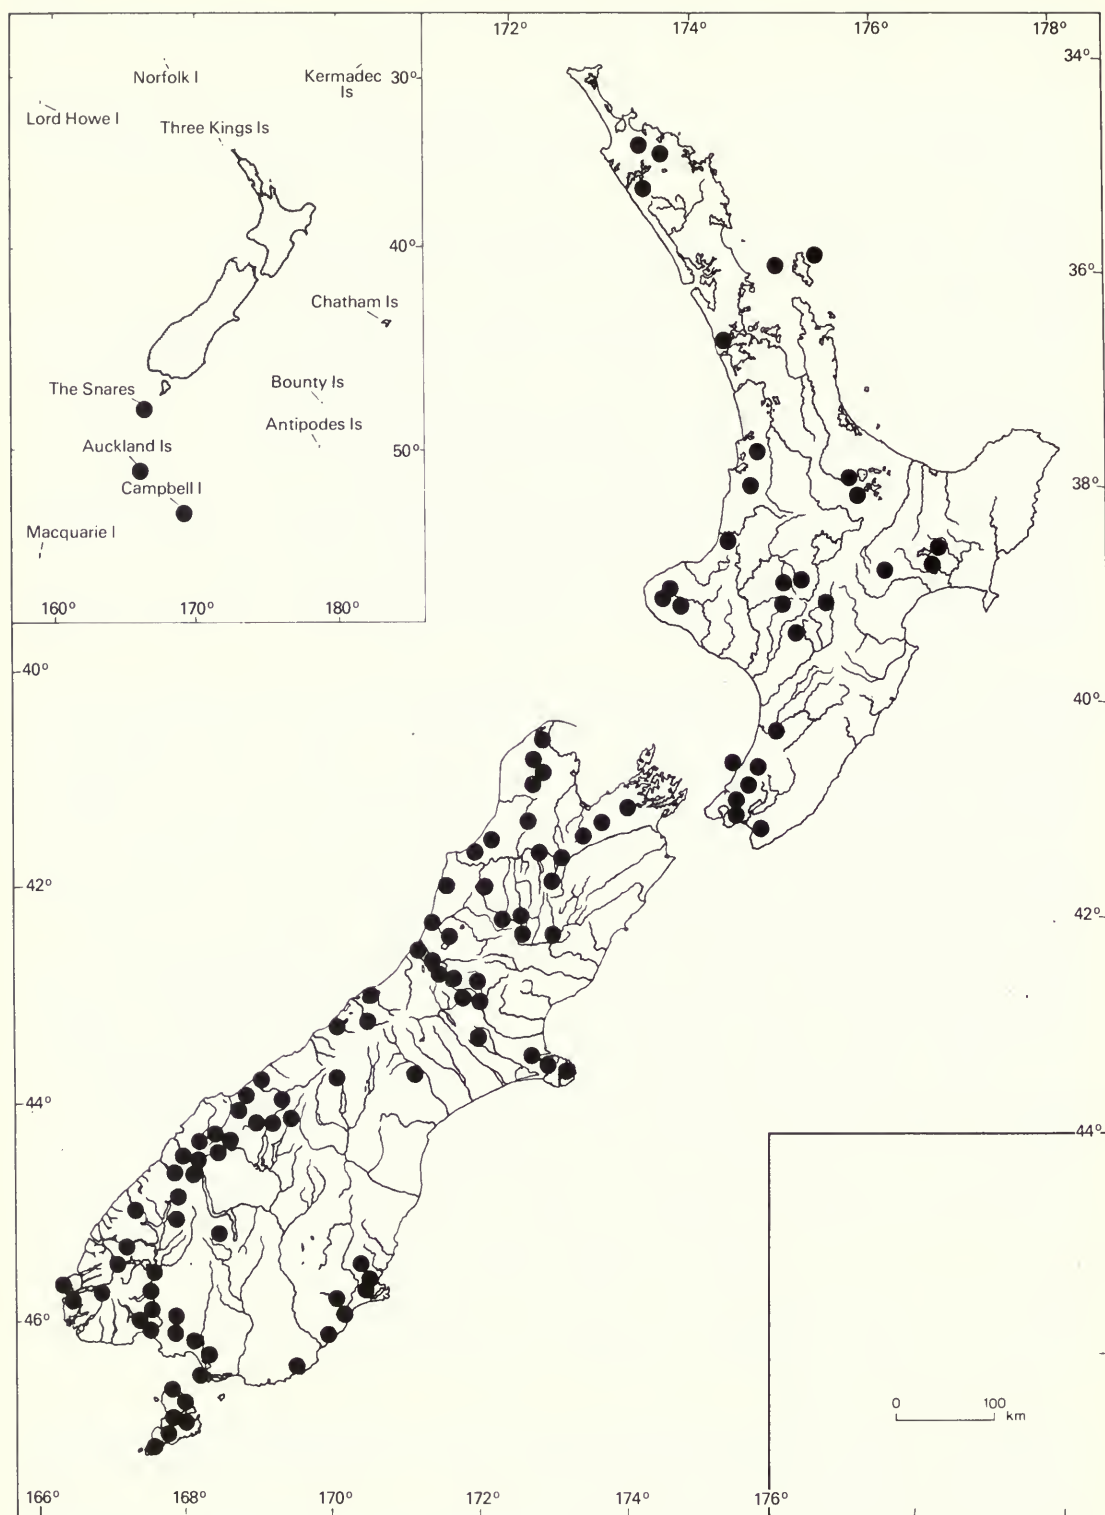 172° 174° 176° 178°
34°
Norfolk I
Kermadec 30°
Is
Lord Howe I
Three Kings Is
40°
36°
Chatham Is
The Snares
Bounty Is
Antipodes Is
Auckland Is
50°
Campbell I
38°
Macquarie I
160° 170° 180°
40°
40°
42°
42°
44°
44°
46°
0 100
km
166° 168° 170° 172° 174° 176°